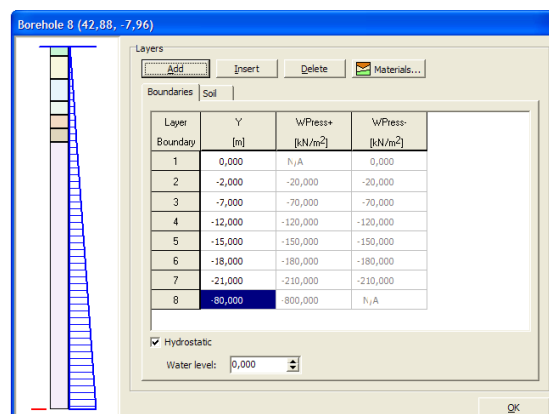 Borehole 8 (42,88, -7,96)
Layers
Add Insert Delete Materials...
Boundaries Soil
Layer Boundary Y [m] WPress+ [kN/m2] WPress- [kN/m2]
1 0,000 N/A 0,000
2 -2,000 -20,000 -20,000
3 -7,000 -70,000 -70,000
4 -12,000 -120,000 -120,000
5 -15,000 -150,000 -150,000
6 -18,000 -180,000 -180,000
7 -21,000 -210,000 -210,000
8 -80,000 -800,000 N/A
Hydrostatic
Water level: 0,000
OK